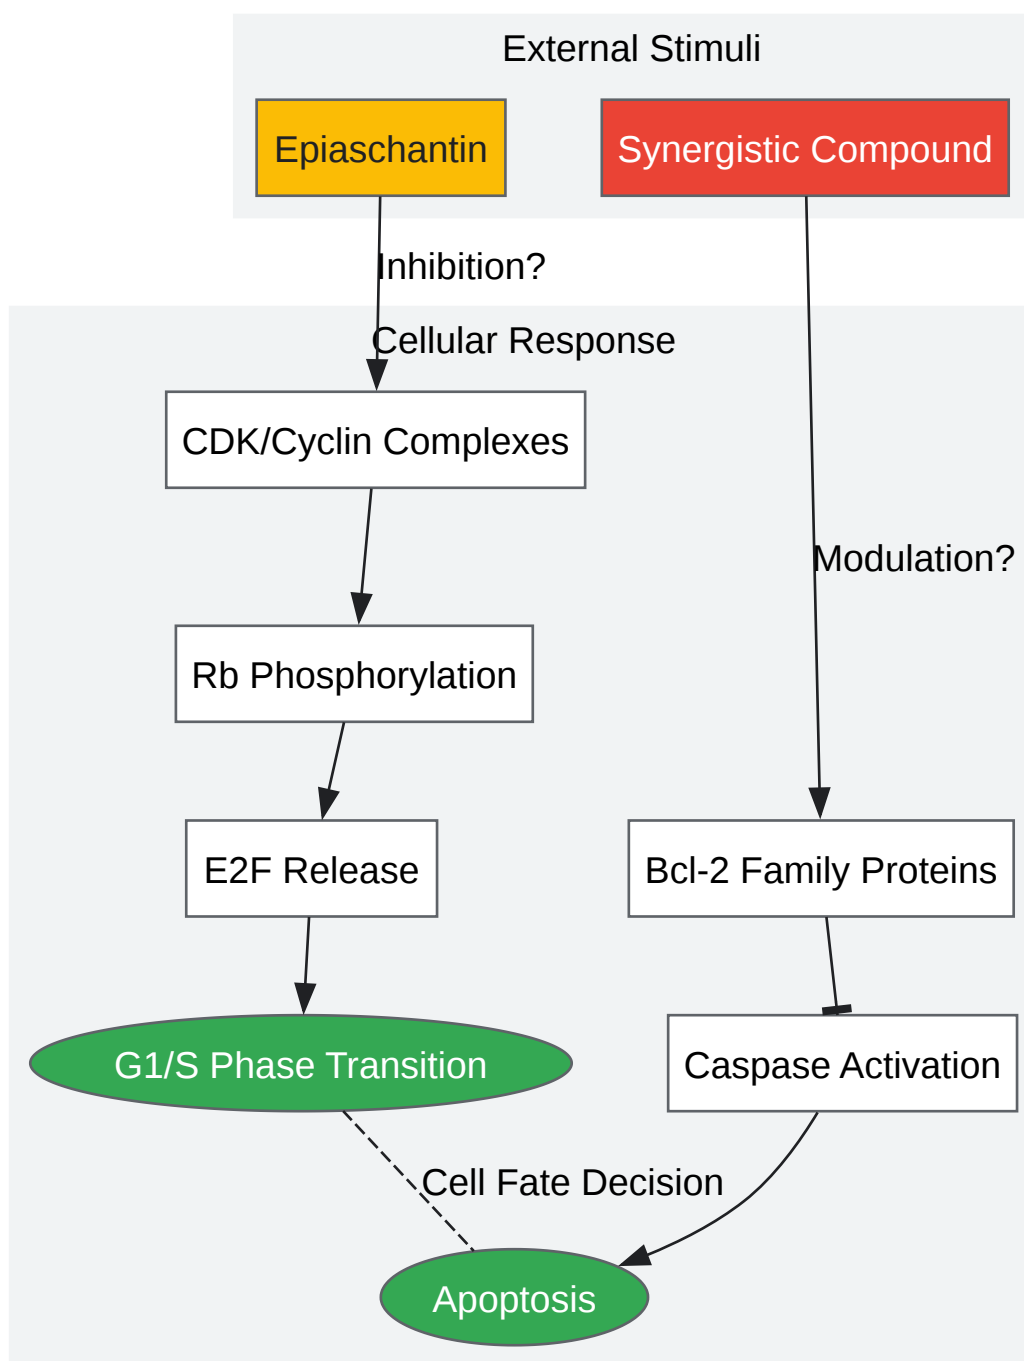 External Stimuli
Epiaschantin
Synergistic Compound
Inhibition?
Cellular Response
CDK/Cyclin Complexes
Modulation?
Rb Phosphorylation
E2F Release
Bcl-2 Family Proteins
G1/S Phase Transition
Caspase Activation
Cell Fate Decision
Apoptosis